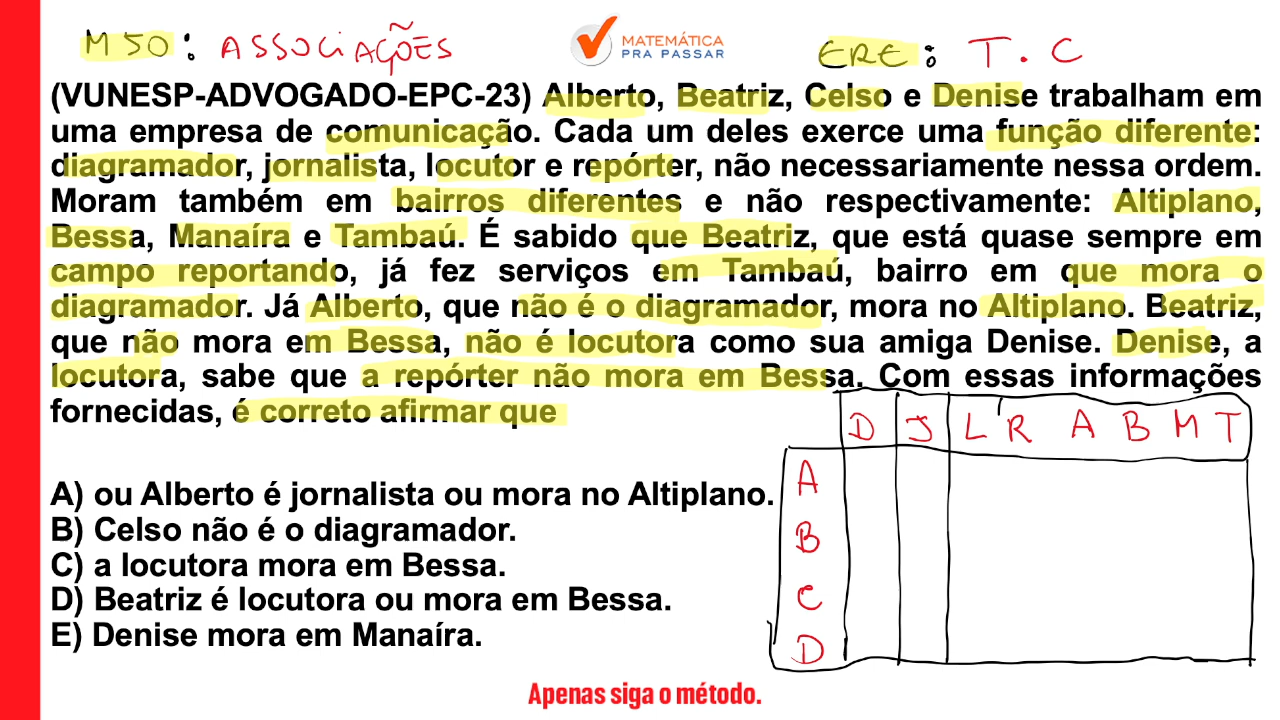 M50: ASSOCIAÇÕES
MATEMÁTICA
PRA PASSAR
ERE: T.C
(VUNESP-ADVOGADO-EPC-23) Alberto, Beatriz, Celso e Denise trabalham em
uma empresa de comunicação. Cada um deles exerce uma função diferente:
diagramador, jornalista, locutor e repórter, não necessariamente nessa ordem.
Moram também em bairros diferentes e não respectivamente: Altiplano,
Bessa, Manaíra e Tambaú. É sabido que Beatriz, que está quase sempre em
campo reportando, já fez serviços em Tambaú, bairro em que mora o
diagramador. Já Alberto, que não é o diagramador, mora no Altiplano. Beatriz,
que não mora em Bessa, não é locutora como sua amiga Denise. Denise, a
locutora, sabe que a repórter não mora em Bessa. Com essas informações
fornecidas, é correto afirmar que
D J L R A B M T
A) ou Alberto é jornalista ou mora no Altiplano.
A
B) Celso não é o diagramador.
B
C) a locutora mora em Bessa.
C
D) Beatriz é locutora ou mora em Bessa.
E) Denise mora em Manaíra.
D
Apenas siga o método.